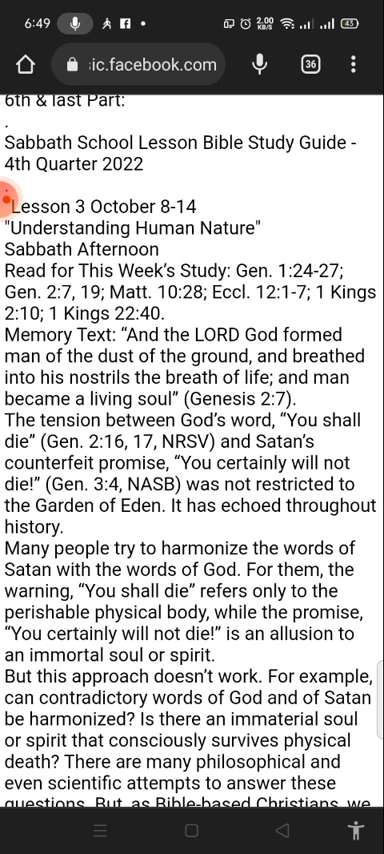 6:49
2.00
KB/S
43
sic.facebook.com
36
6th & last Part:
.
Sabbath School Lesson Bible Study Guide -
4th Quarter 2022
Lesson 3 October 8-14
"Understanding Human Nature"
Sabbath Afternoon
Read for This Week’s Study: Gen. 1:24-27;
Gen. 2:7, 19; Matt. 10:28; Eccl. 12:1-7; 1 Kings
2:10; 1 Kings 22:40.
Memory Text: “And the LORD God formed
man of the dust of the ground, and breathed
into his nostrils the breath of life; and man
became a living soul” (Genesis 2:7).
The tension between God’s word, “You shall
die” (Gen. 2:16, 17, NRSV) and Satan’s
counterfeit promise, “You certainly will not
die!” (Gen. 3:4, NASB) was not restricted to
the Garden of Eden. It has echoed throughout
history.
Many people try to harmonize the words of
Satan with the words of God. For them, the
warning, “You shall die” refers only to the
perishable physical body, while the promise,
“You certainly will not die!” is an allusion to
an immortal soul or spirit.
But this approach doesn’t work. For example,
can contradictory words of God and of Satan
be harmonized? Is there an immaterial soul
or spirit that consciously survives physical
death? There are many philosophical and
even scientific attempts to answer these
questions. But, as Bible-based Christians, we